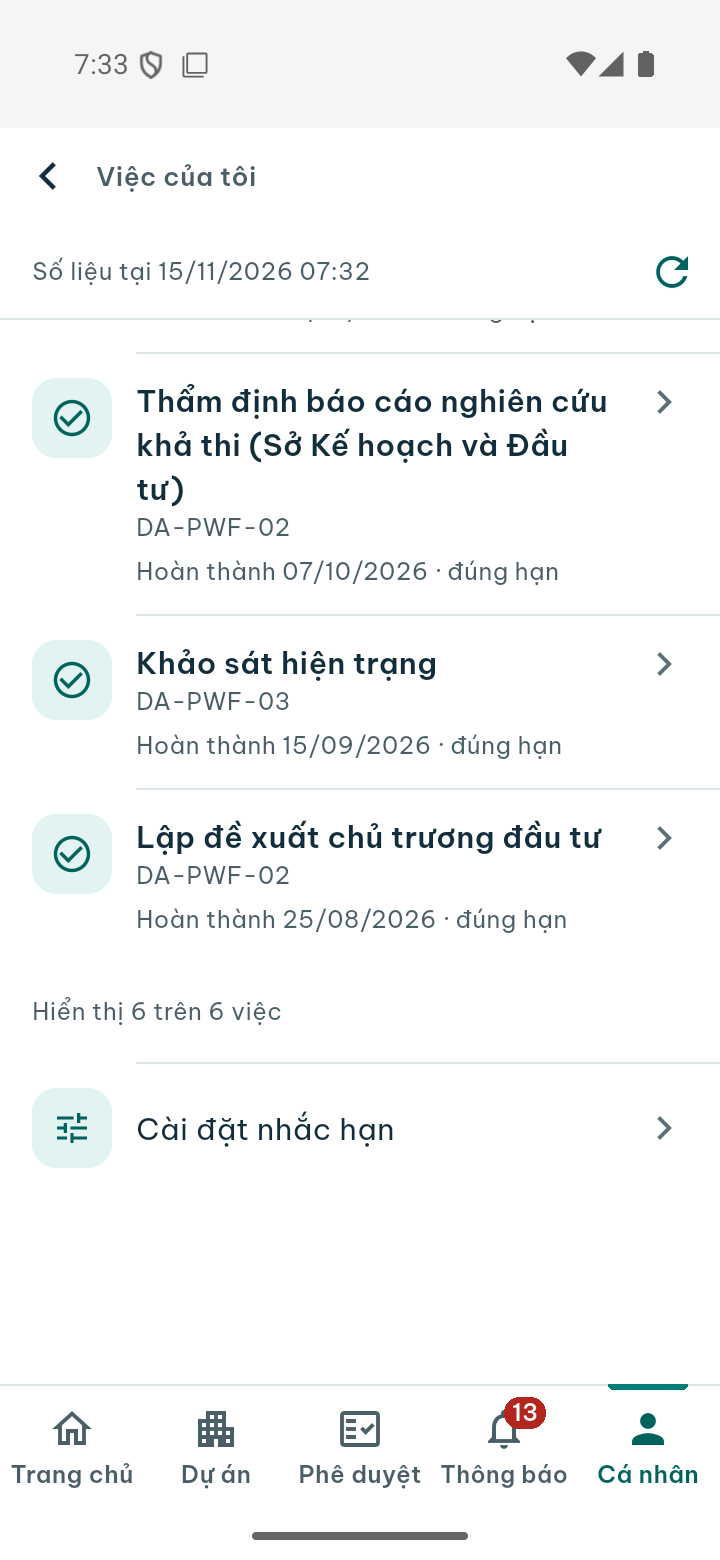 7:33
Việc của tôi
Số liệu tại 15/11/2026 07:32
Thẩm định báo cáo nghiên cứu
khả thi (Sở Kế hoạch và Đầu
tư)
DA-PWF-02
Hoàn thành 07/10/2026 · đúng hạn
Khảo sát hiện trạng
DA-PWF-03
Hoàn thành 15/09/2026 · đúng hạn
Lập đề xuất chủ trương đầu tư
DA-PWF-02
Hoàn thành 25/08/2026 · đúng hạn
Hiển thị 6 trên 6 việc
Cài đặt nhắc hạn
13
Trang chủ
Dự án
Phê duyệt
Thông báo
Cá nhân